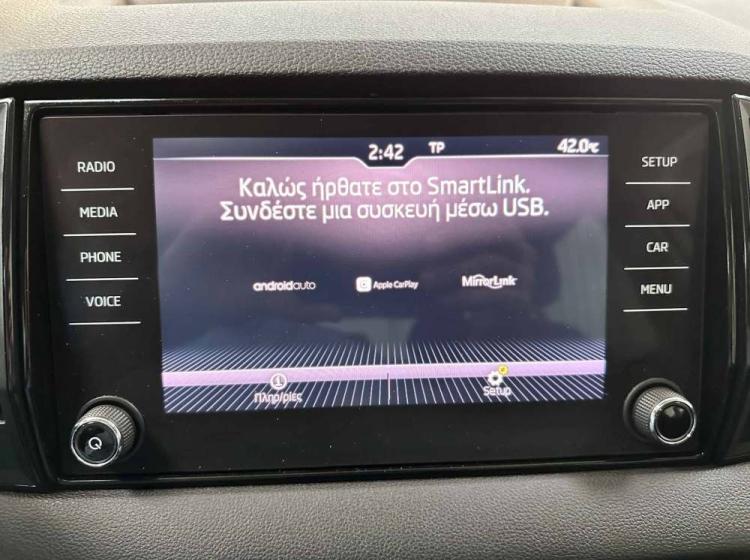 2:42 TP 42.0°C
RADIO
MEDIA
PHONE
VOICE
Καλώς ήρθατε στο SmartLink.
Συνδέστε μια συσκευή μέσω USB.
androidauto
Apple CarPlay
MirrorLink
Πληρ/ρίες
Setup
SETUP
APP
CAR
MENU